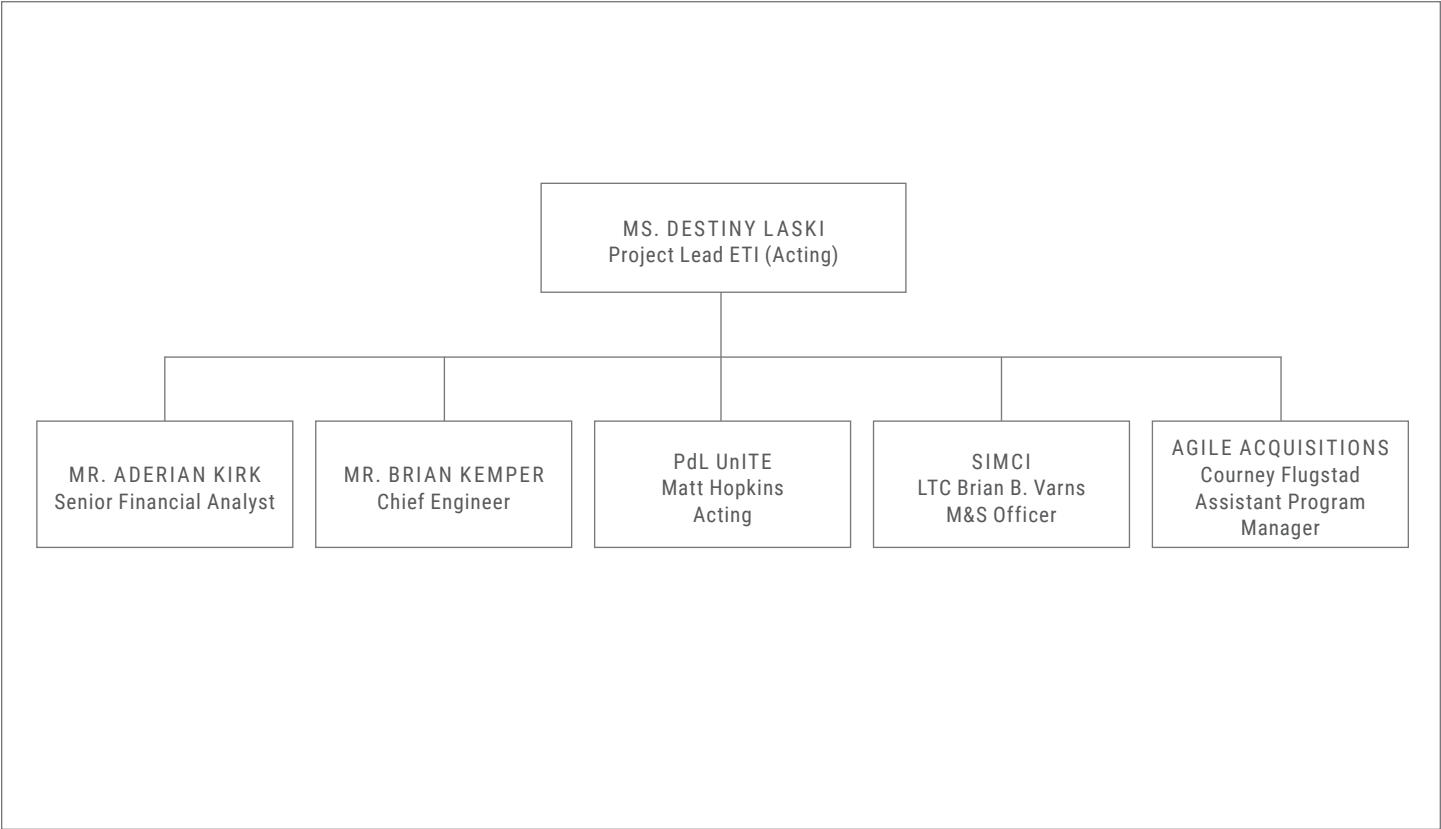 MS. DESTINY LASKI
Project Lead ETI (Acting)
MR. ADERIAN KIRK
Senior Financial Analyst
MR. BRIAN KEMPER
Chief Engineer
PdL UnITE
Matt Hopkins
Acting
SIMCI
LTC Brian B. Varns
M&S Officer
AGILE ACQUISITIONS
Courney Flugstad
Assistant Program
Manager